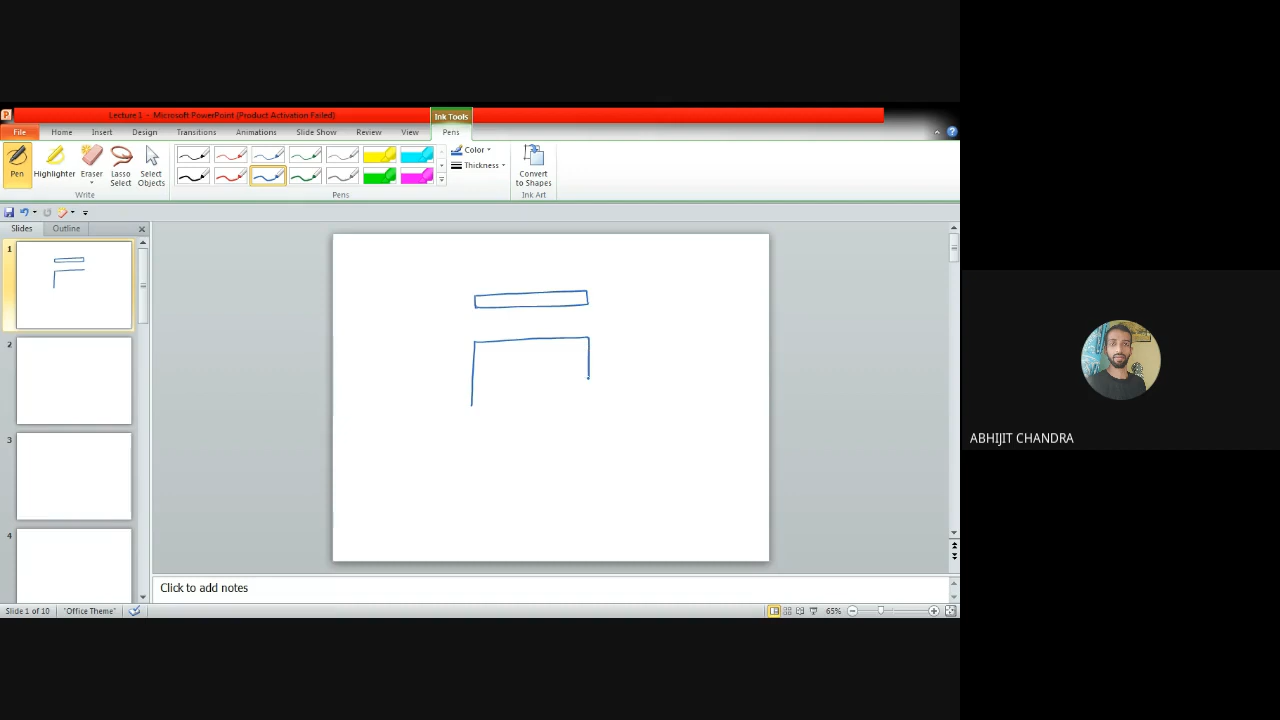 Lecture 1 - Microsoft PowerPoint (Product Activation Failed)
Ink Tools
File Home Insert Design Transitions Animations Slide Show Review View Pens
Pen Highlighter Eraser Lasso Select Select Objects
Color
Thickness
Convert to Shapes
Write Pens Ink Art
Slides Outline
1
2
3
4
ABHIJIT CHANDRA
Click to add notes
Slide 1 of 10 "Office Theme" 65%